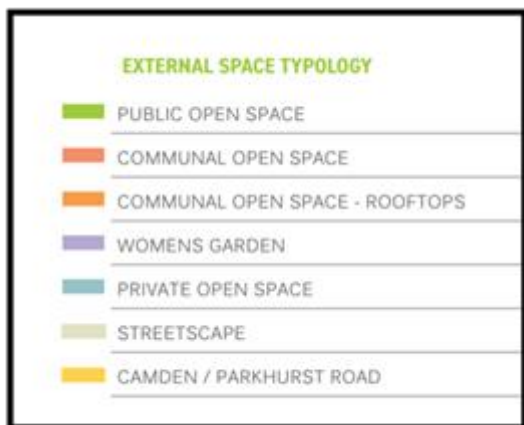 EXTERNAL SPACE TYPOLOGY
PUBLIC OPEN SPACE
COMMUNAL OPEN SPACE
COMMUNAL OPEN SPACE - ROOFTOPS
WOMENS GARDEN
PRIVATE OPEN SPACE
STREETSCAPE
CAMDEN / PARKHURST ROAD